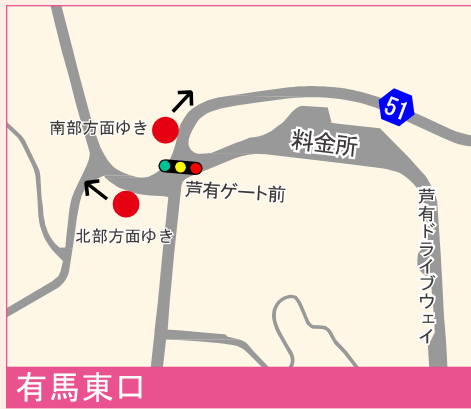 51
南部方面ゆき
料金所
芦有ゲート前
芦有ドライブウェイ
北部方面ゆき
有馬東口